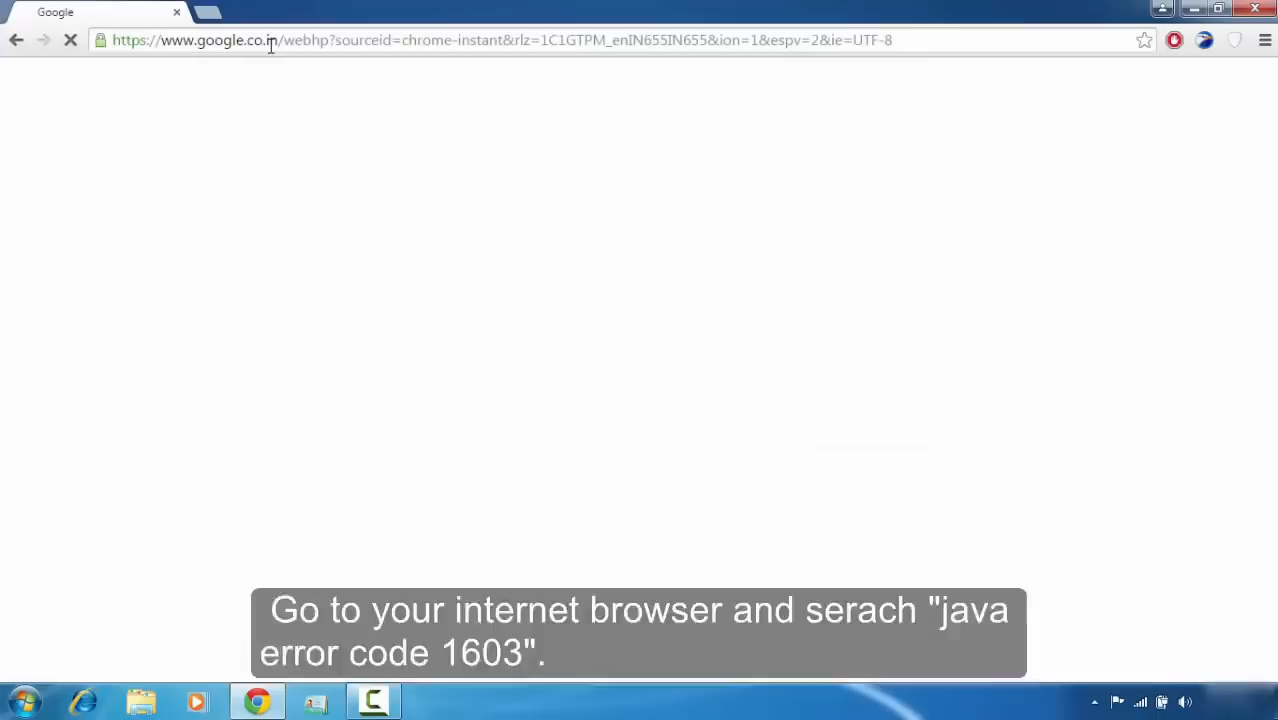 Google
https://www.google.co.in/webhp?sourceid=chrome-instant&rlz=1C1GTPM_enIN655IN655&ion=1&espv=2&ie=UTF-8
Go to your internet browser and serach "java
error code 1603".